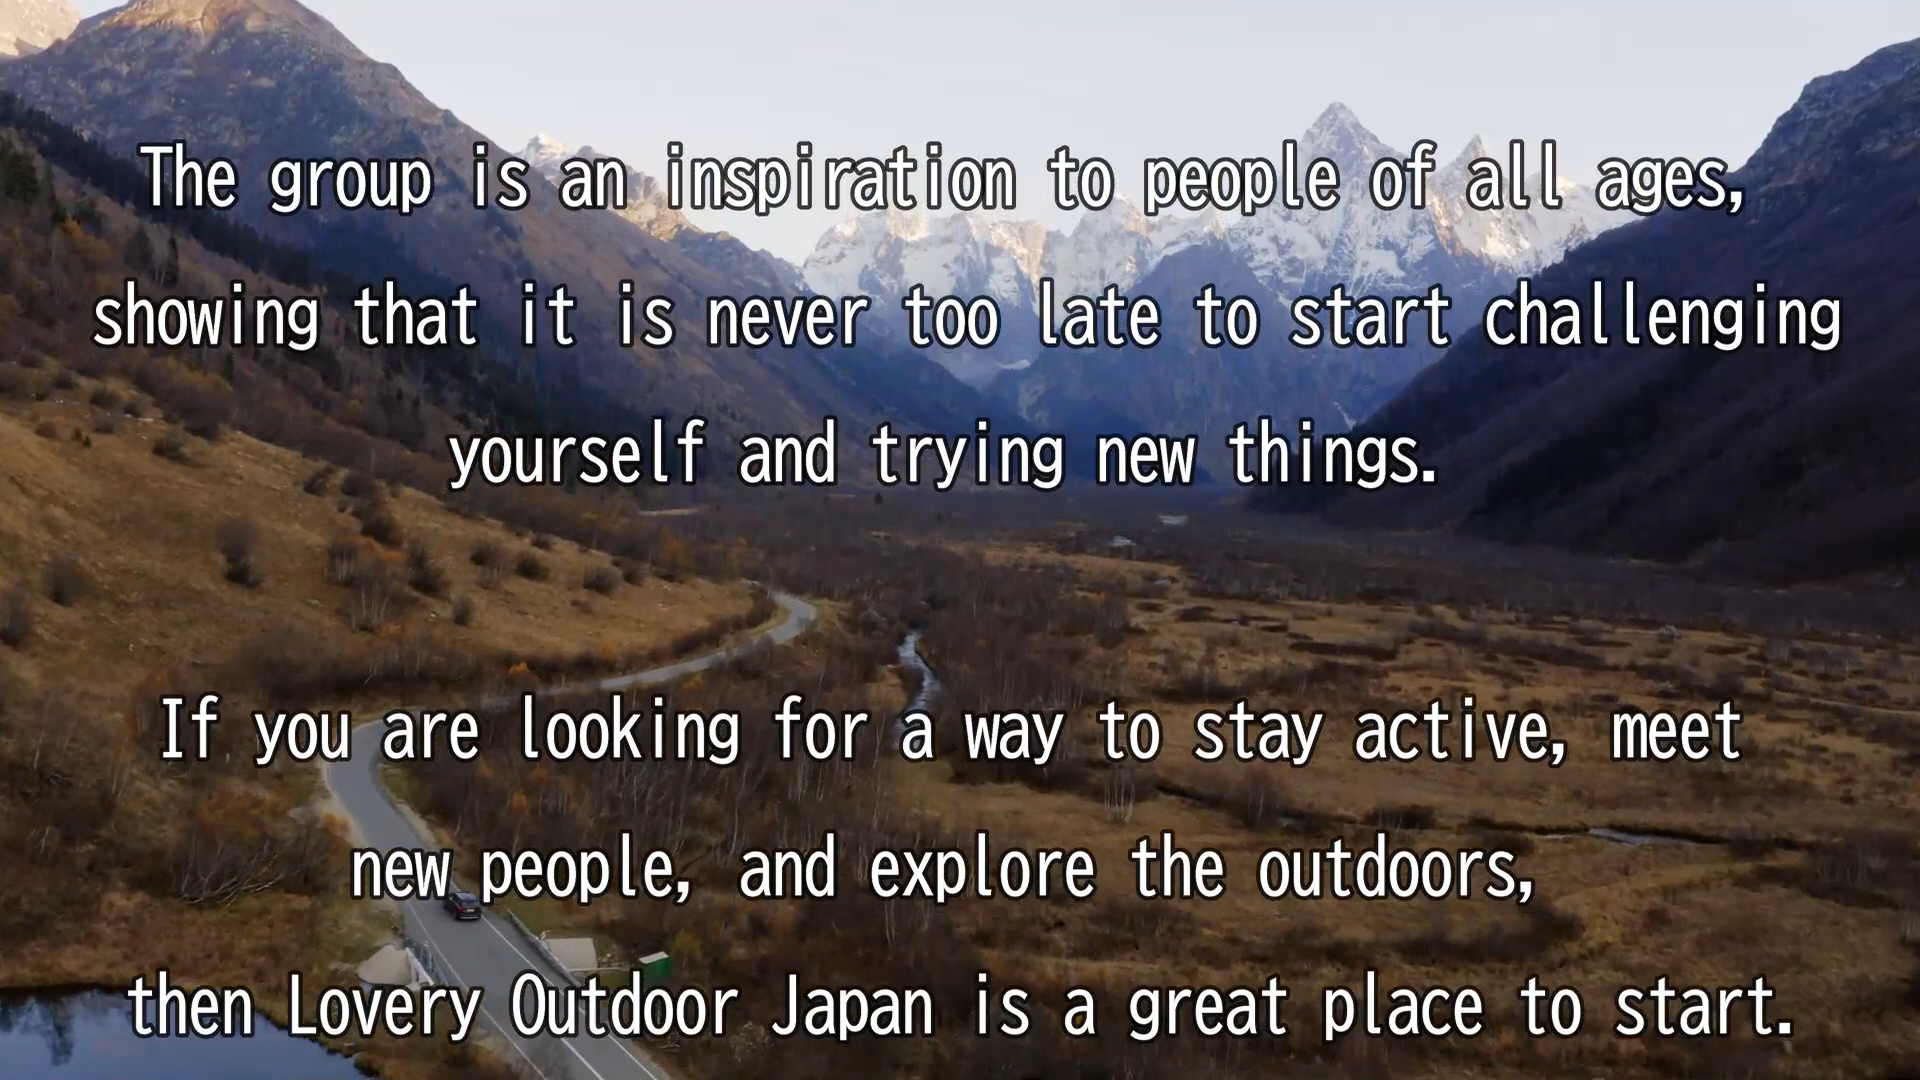 The group is an inspiration to people of all ages,
showing that it is never too late to start challenging
yourself and trying new things.
If you are looking for a way to stay active, meet
new people, and explore the outdoors,
then Lovery Outdoor Japan is a great place to start.